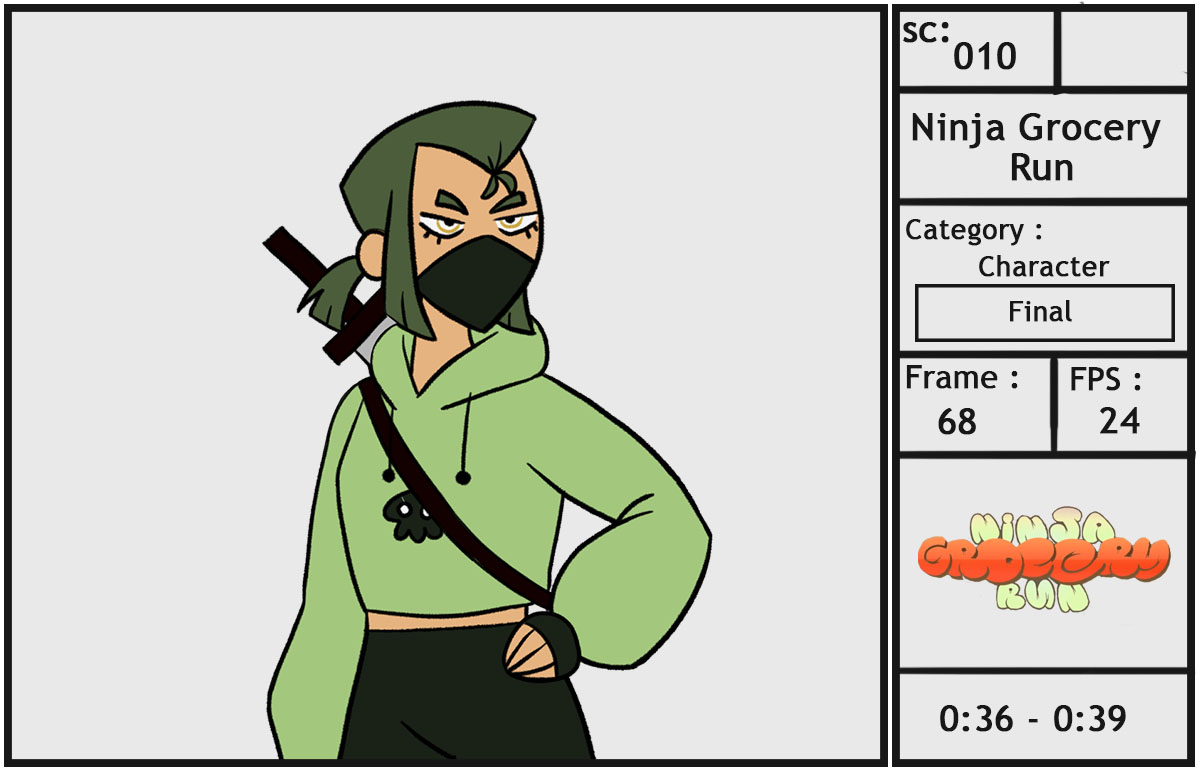 SC:
010
Ninja Grocery
Run
Category :
Character
Final
Frame :
68
FPS :
24
NINJA
GROCERY
RUN
0:36 - 0:39